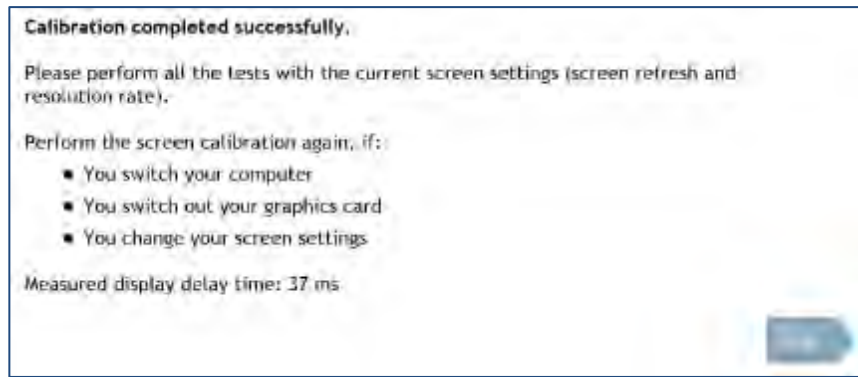 Calibration completed successfully.
Please perform all the tests with the current screen settings (screen refresh and
resolution rate).
Perform the screen calibration again, if:
• You switch your computer
• You switch out your graphics card
• You change your screen settings
Measured display delay time: 37 ms